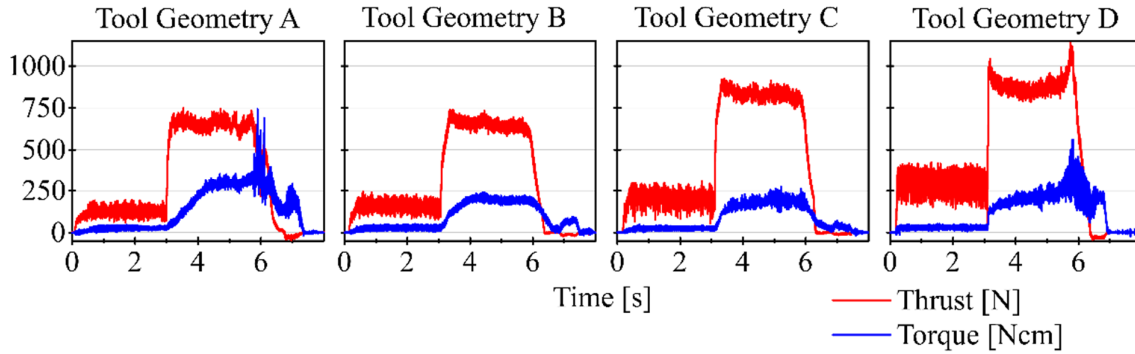 Tool Geometry A Tool Geometry B Tool Geometry C Tool Geometry D
1000
750
500
250
0
0 2 4 6 0 2 4 6 0 2 4 6 0 2 4 6
Time [s]
Thrust [N]
Torque [Ncm]